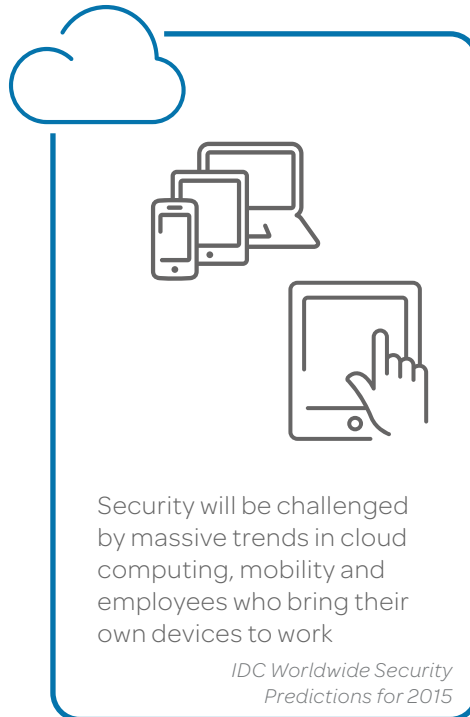 Security will be challenged
by massive trends in cloud
computing, mobility and
employees who bring their
own devices to work
IDC Worldwide Security
Predictions for 2015